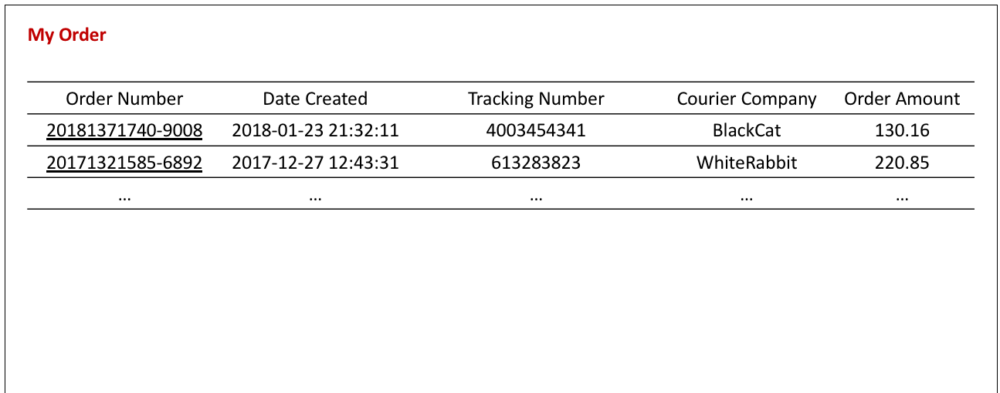 My Order
Order Number Date Created Tracking Number Courier Company Order Amount
20181371740-9008 2018-01-23 21:32:11 4003454341 BlackCat 130.16
20171321585-6892 2017-12-27 12:43:31 613283823 WhiteRabbit 220.85
... ... ... ... ...